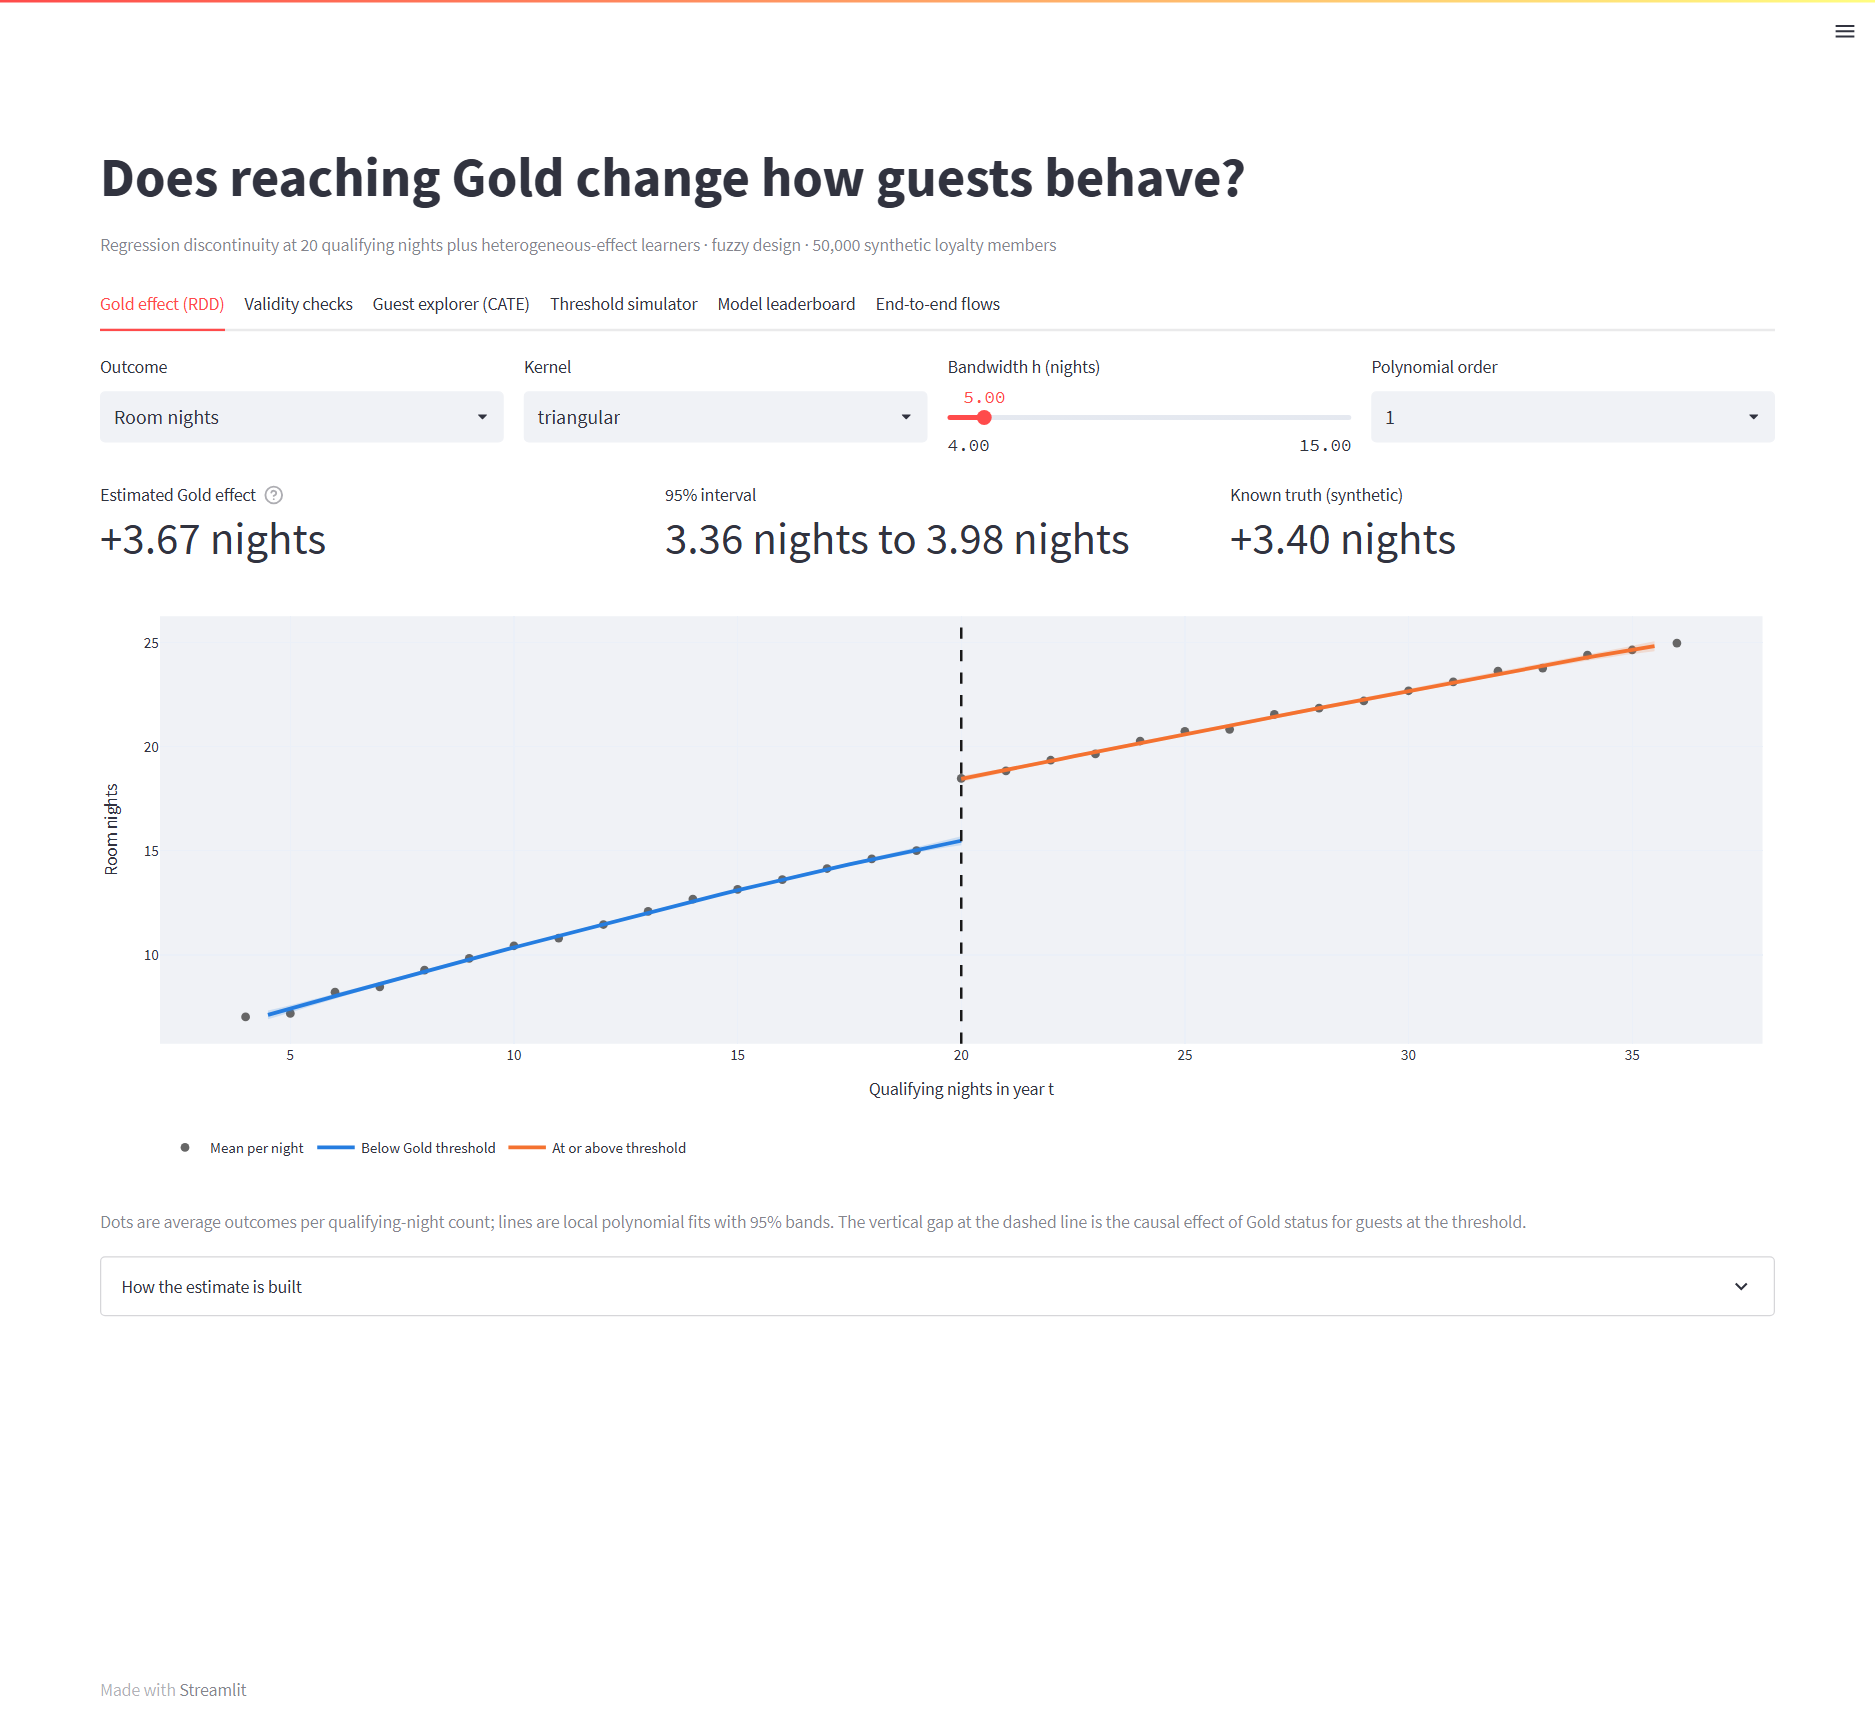 Does reaching Gold change how guests behave?
Regression discontinuity at 20 qualifying nights plus heterogeneous-effect learners · fuzzy design · 50,000 synthetic loyalty members
Gold effect (RDD) Validity checks Guest explorer (CATE) Threshold simulator Model leaderboard End-to-end flows
Outcome Kernel Bandwidth h (nights) Polynomial order
5.00
Room nights triangular 1
4.00 15.00
Estimated Gold effect 95% interval Known truth (synthetic)
+3.67 nights 3.36 nights to 3.98 nights +3.40 nights
25
20
15
10
Room nights
5 10 15 20 25 30 35
Qualifying nights in year t
Mean per night Below Gold threshold At or above threshold
Dots are average outcomes per qualifying-night count; lines are local polynomial fits with 95% bands. The vertical gap at the dashed line is the causal effect of Gold status for guests at the threshold.
How the estimate is built
Made with Streamlit